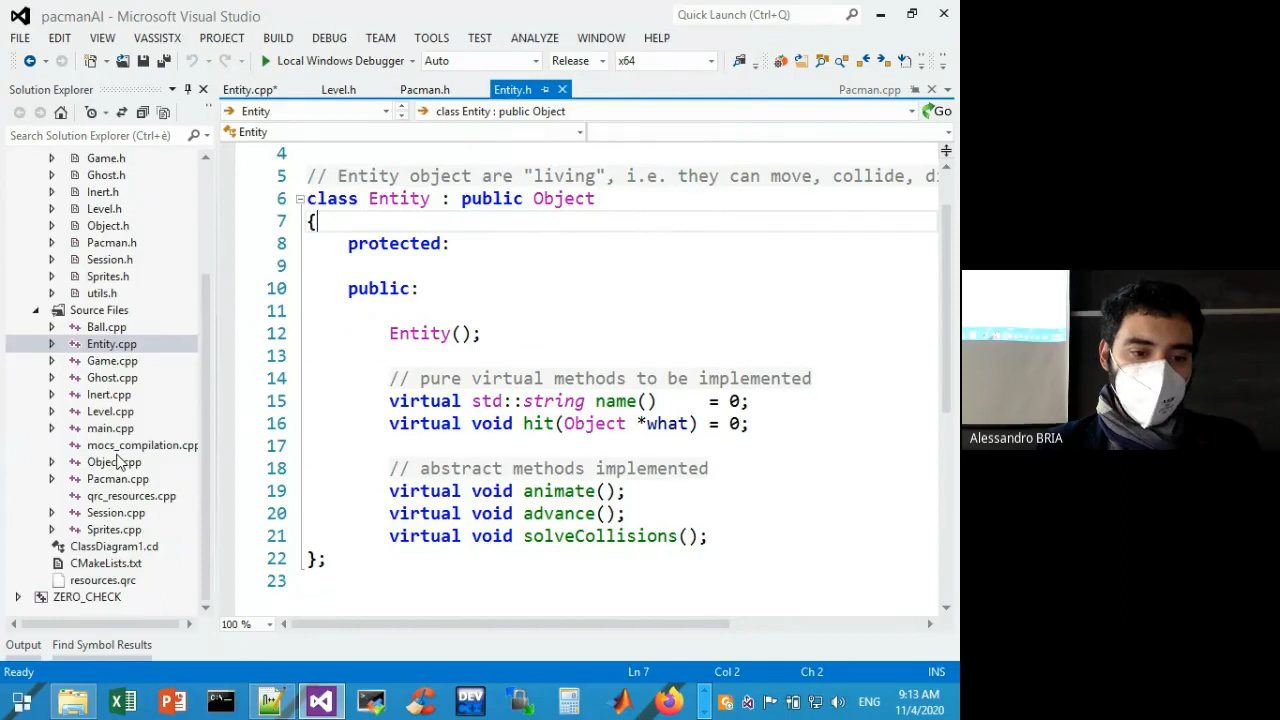 pacmanAI - Microsoft Visual Studio
Quick Launch (Ctrl+Q)
FILE EDIT VIEW VASSISTX PROJECT BUILD DEBUG TEAM TOOLS TEST ANALYZE WINDOW HELP
Local Windows Debugger Auto Release x64
Solution Explorer
Entity.cpp* Level.h Pacman.h Entity.h Pacman.cpp
Entity class Entity : public Object Go
Search Solution Explorer (Ctrl+è)
Entity
Game.h
Ghost.h
Inert.h
Level.h
Object.h
Pacman.h
Session.h
Sprites.h
utils.h
Source Files
Ball.cpp
Entity.cpp
Game.cpp
Ghost.cpp
Inert.cpp
Level.cpp
main.cpp
mocs_compilation.cpp
Object.cpp
Pacman.cpp
qrc_resources.cpp
Session.cpp
Sprites.cpp
ClassDiagram1.cd
CMakeLists.txt
resources.qrc
ZERO_CHECK
4
5 // Entity object are "living", i.e. they can move, collide, di
6 class Entity : public Object
7 {
8 protected:
9
10 public:
11
12 Entity();
13
14 // pure virtual methods to be implemented
15 virtual std::string name() = 0;
16 virtual void hit(Object *what) = 0;
17
18 // abstract methods implemented
19 virtual void animate();
20 virtual void advance();
21 virtual void solveCollisions();
22 };
23
100 %
Output Find Symbol Results
Ready Ln 7 Col 2 Ch 2 INS
DEV
ENG
9:13 AM
11/4/2020
Alessandro BRIA